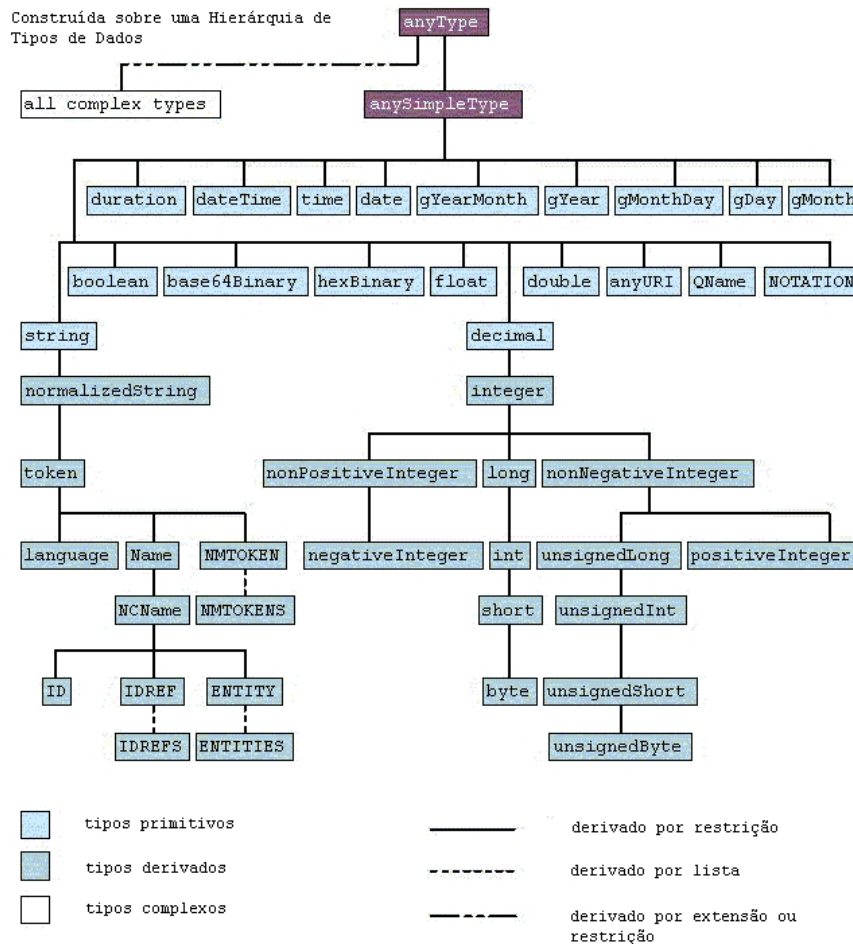 Construída sobre uma Hierárquia de
Tipos de Dados
anyType
all complex types
anySimpleType
duration
dateTime
time
date
gYearMonth
gYear
gMonthDay
gDay
gMonth
boolean
base64Binary
hexBinary
float
double
anyURI
QName
NOTATION
string
decimal
normalizedString
integer
token
nonPositiveInteger
long
nonNegativeInteger
language
Name
NMTOKEN
negativeInteger
int
unsignedLong
positiveInteger
NCName
NMTOKENS
short
unsignedInt
ID
IDREF
ENTITY
byte
unsignedShort
IDREFS
ENTITIES
unsignedByte
tipos primitivos
derivado por restrição
tipos derivados
derivado por lista
tipos complexos
derivado por extensão ou
restrição